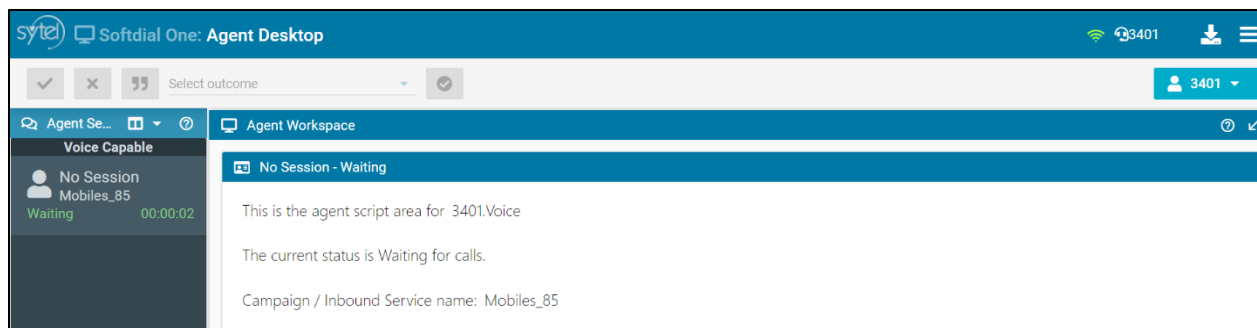 sytel Softdial One: Agent Desktop 3401
Select outcome 3401
Agent Se... Agent Workspace
Voice Capable
No Session
Mobiles_85
Waiting 00:00:02
No Session - Waiting
This is the agent script area for 3401.Voice
The current status is Waiting for calls.
Campaign / Inbound Service name: Mobiles_85